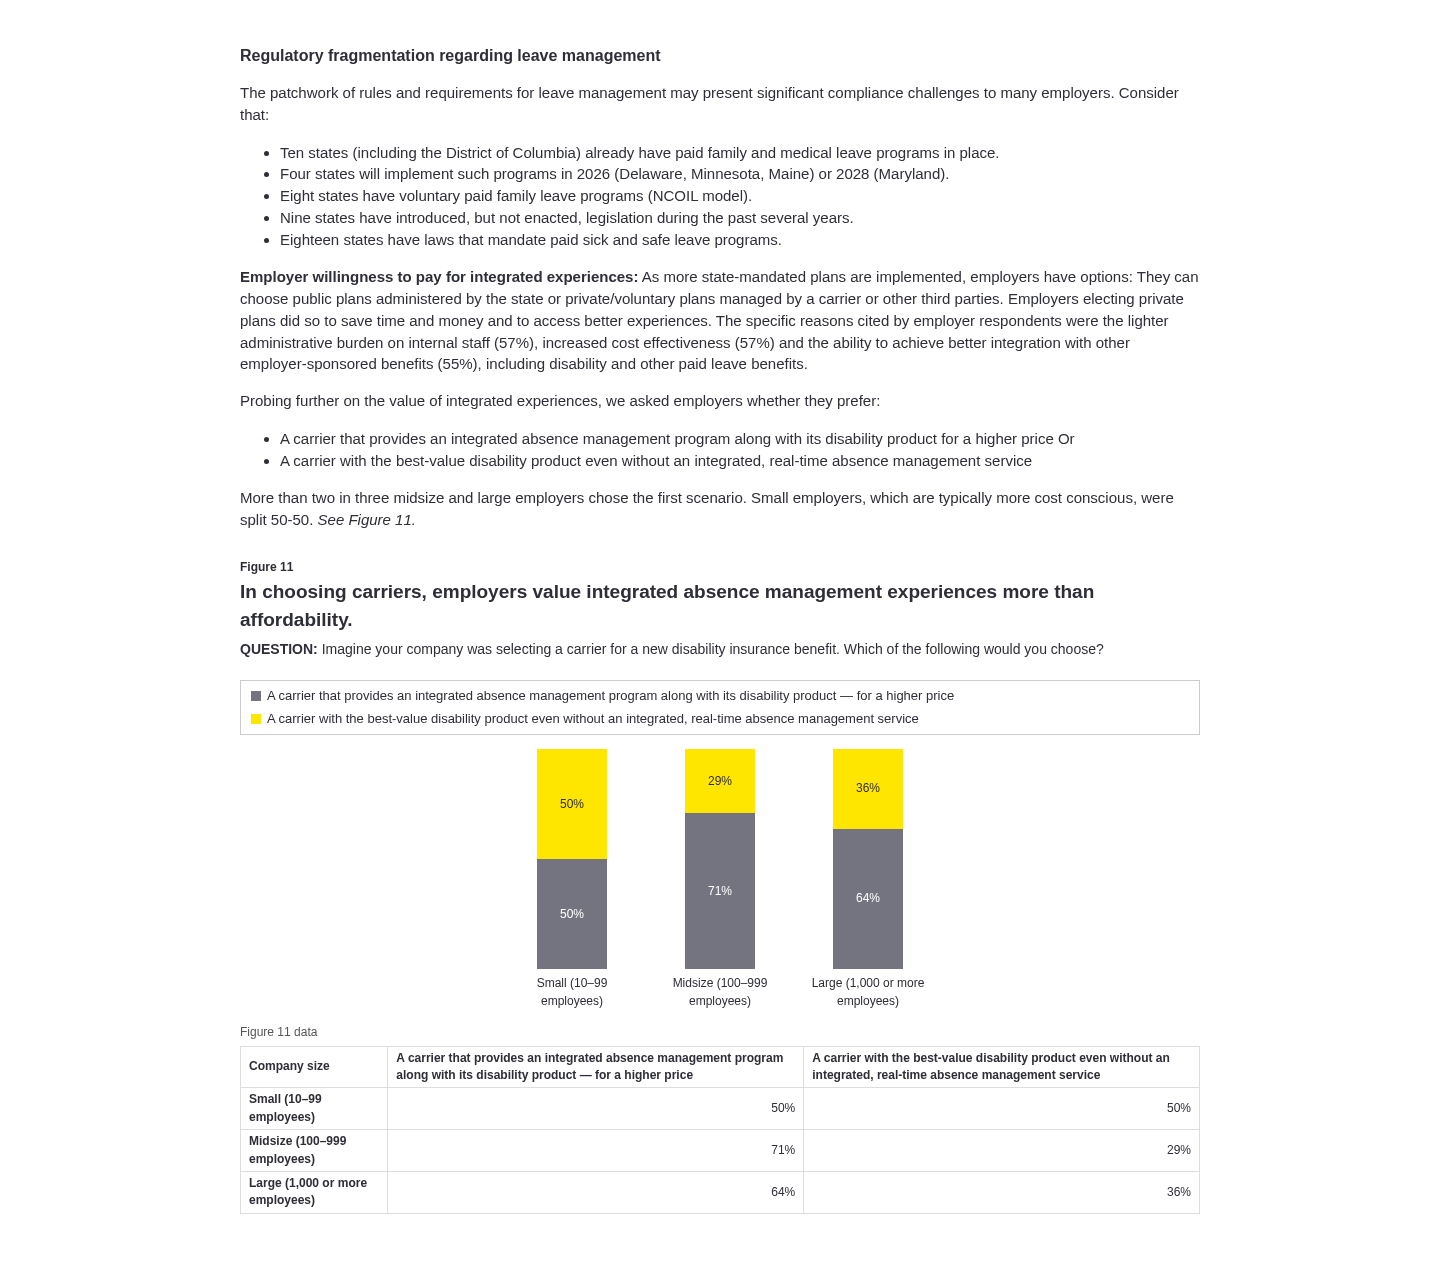 Regulatory fragmentation regarding leave management
The patchwork of rules and requirements for leave management may present significant compliance challenges to many employers. Consider
that:
Ten states (including the District of Columbia) already have paid family and medical leave programs in place.
Four states will implement such programs in 2026 (Delaware, Minnesota, Maine) or 2028 (Maryland).
Eight states have voluntary paid family leave programs (NCOIL model).
Nine states have introduced, but not enacted, legislation during the past several years.
Eighteen states have laws that mandate paid sick and safe leave programs.
Employer willingness to pay for integrated experiences: As more state-mandated plans are implemented, employers have options: They can
choose public plans administered by the state or private/voluntary plans managed by a carrier or other third parties. Employers electing private
plans did so to save time and money and to access better experiences. The specific reasons cited by employer respondents were the lighter
administrative burden on internal staff (57%), increased cost effectiveness (57%) and the ability to achieve better integration with other
employer-sponsored benefits (55%), including disability and other paid leave benefits.
Probing further on the value of integrated experiences, we asked employers whether they prefer:
A carrier that provides an integrated absence management program along with its disability product for a higher price Or
A carrier with the best-value disability product even without an integrated, real-time absence management service
More than two in three midsize and large employers chose the first scenario. Small employers, which are typically more cost conscious, were
split 50-50. See Figure 11.
Figure 11
In choosing carriers, employers value integrated absence management experiences more than
affordability.
QUESTION: Imagine your company was selecting a carrier for a new disability insurance benefit. Which of the following would you choose?
A carrier that provides an integrated absence management program along with its disability product — for a higher price
A carrier with the best-value disability product even without an integrated, real-time absence management service
50%
29%
36%
50%
71%
64%
Small (10–99
employees)
Midsize (100–999
employees)
Large (1,000 or more
employees)
Figure 11 data
Company size
A carrier that provides an integrated absence management program
along with its disability product — for a higher price
A carrier with the best-value disability product even without an
integrated, real-time absence management service
Small (10–99
employees)
50%
50%
Midsize (100–999
employees)
71%
29%
Large (1,000 or more
employees)
64%
36%